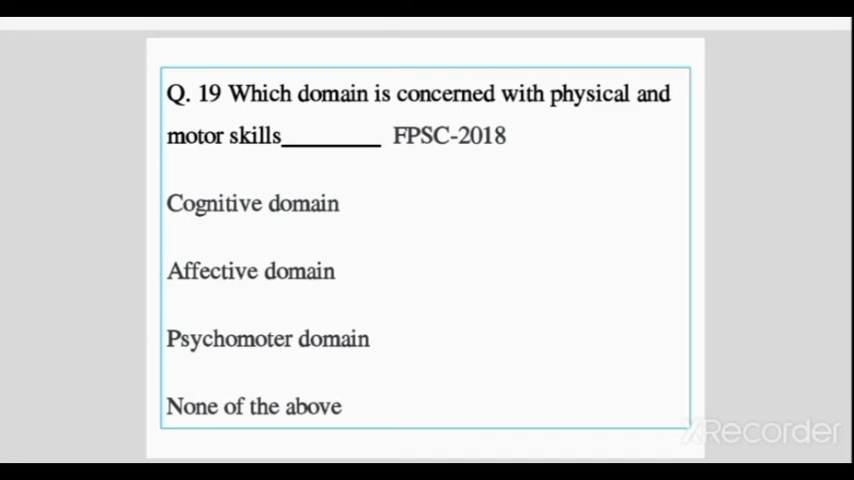 Q. 19 Which domain is concerned with physical and
motor skills________ FPSC-2018
Cognitive domain
Affective domain
Psychomoter domain
None of the above
XRecorder